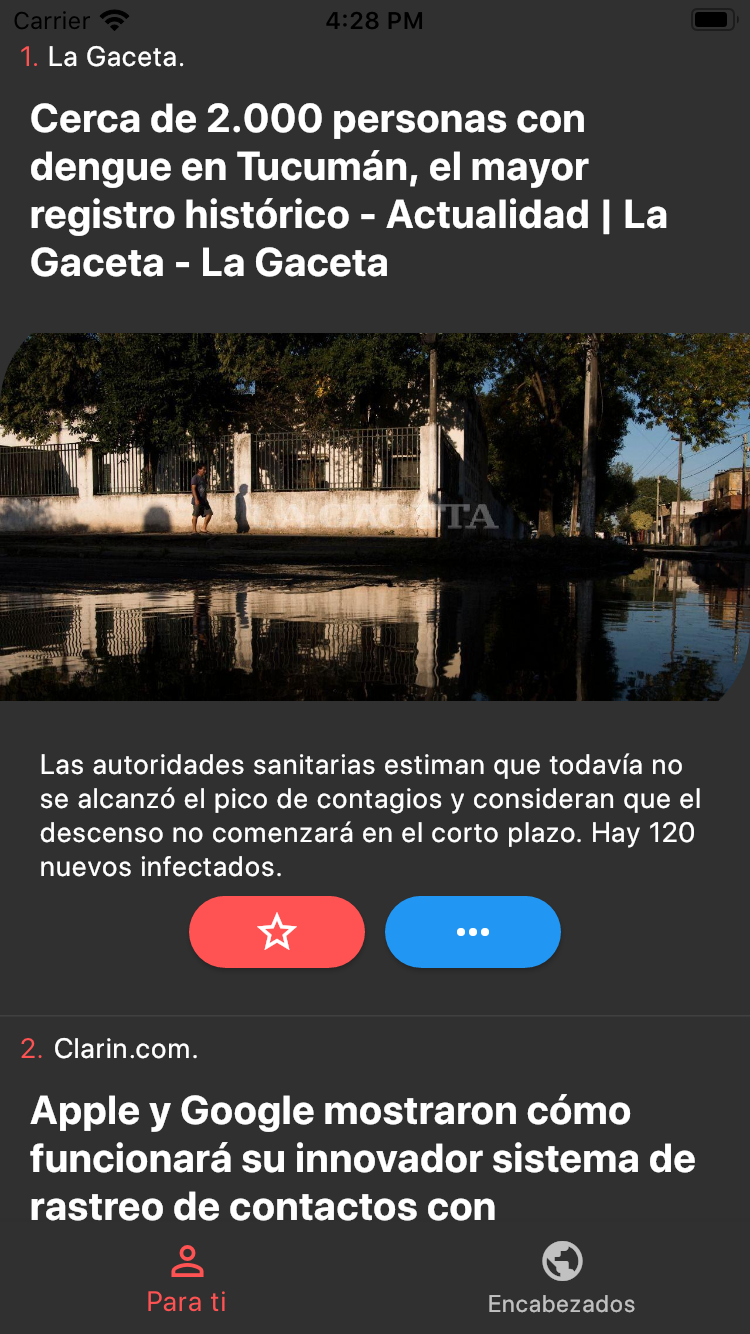 Carrier 4:28 PM
1. La Gaceta.
Cerca de 2.000 personas con
dengue en Tucumán, el mayor
registro histórico - Actualidad | La
Gaceta - La Gaceta
LA GACETA
Las autoridades sanitarias estiman que todavía no
se alcanzó el pico de contagios y consideran que el
descenso no comenzará en el corto plazo. Hay 120
nuevos infectados.
2. Clarin.com.
Apple y Google mostraron cómo
funcionará su innovador sistema de
rastreo de contactos con
Para ti
Encabezados